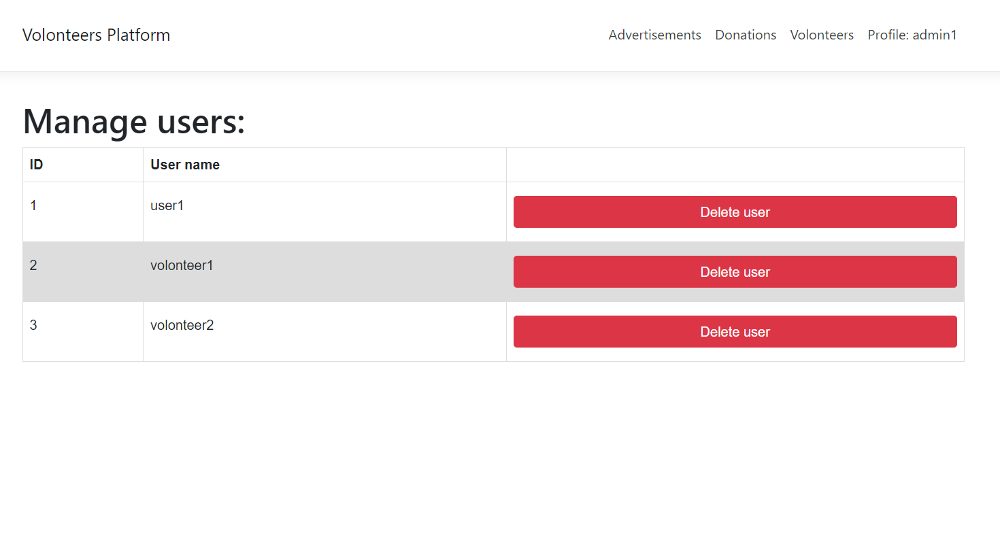 Volonteers Platform
Advertisements Donations Volonteers Profile: admin1
Manage users:
ID User name
1 user1 Delete user
2 volonteer1 Delete user
3 volonteer2 Delete user